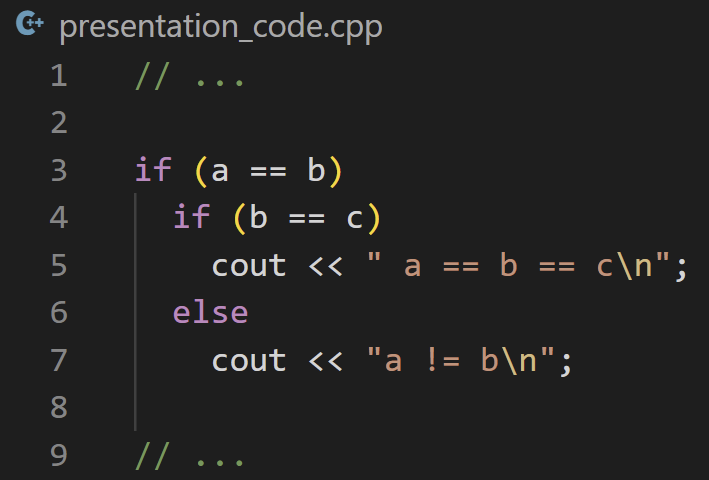 presentation_code.cpp
1 // ...
2
3 if (a == b)
4   if (b == c)
5     cout << " a == b == c\n";
6   else
7     cout << "a != b\n";
8
9 // ...